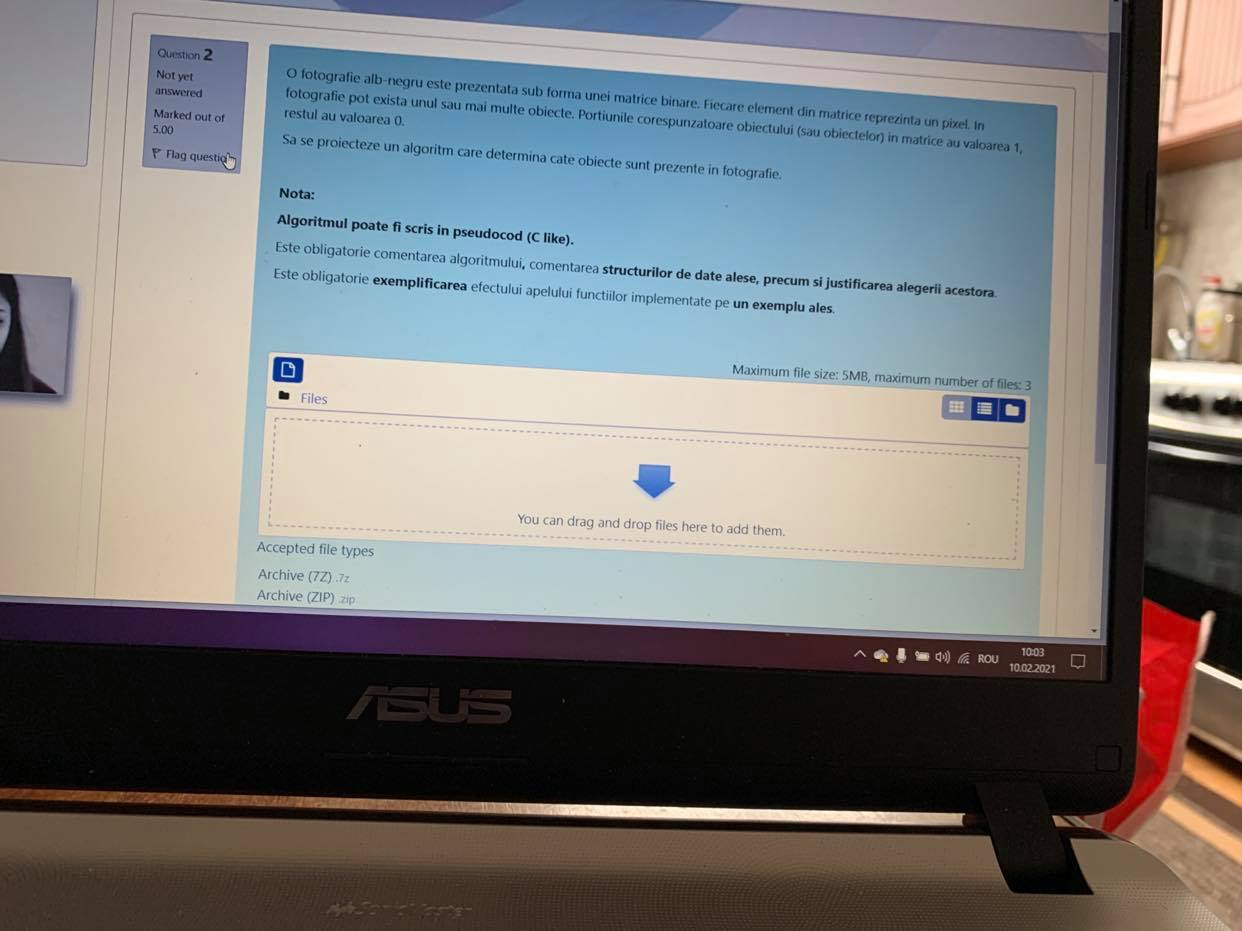 Question 2
Not yet
answered
Marked out of
5.00
Flag questio
O fotografie alb-negru este prezentata sub forma unei matrice binare. Fiecare element din matrice reprezinta un pixel. In
fotografie pot exista unul sau mai multe obiecte. Portiunile corespunzatoare obiectului (sau obiectelor) in matrice au valoarea 1,
restul au valoarea 0.
Sa se proiecteze un algoritm care determina cate obiecte sunt prezente in fotografie.
Nota:
Algoritmul poate fi scris in pseudocod (C like).
Este obligatorie comentarea algoritmului, comentarea structurilor de date alese, precum si justificarea alegerii acestora.
Este obligatorie exemplificarea efectului apelului functiilor implementate pe un exemplu ales.
Maximum file size: 5MB, maximum number of files: 3
Files
You can drag and drop files here to add them.
Accepted file types
Archive (7Z) .7z
Archive (ZIP) .zip
ROU
10:03
10.02.2021
ASUS